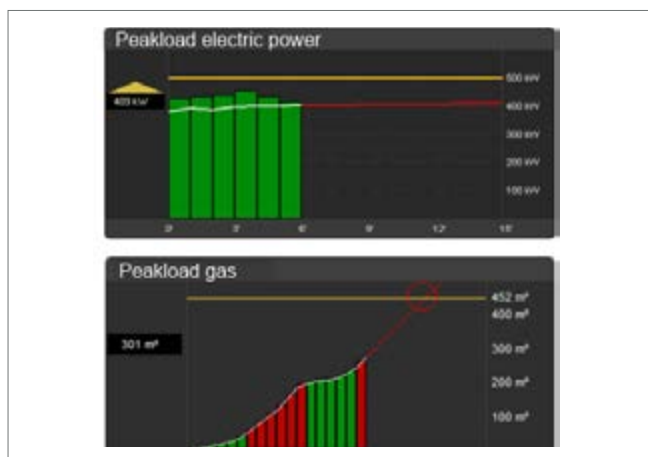 Peakload electric power
500 kW
409 kW
400 kW
300 kW
200 kW
100 kW
0' 3' 6' 9' 12' 15'
Peakload gas
452 m³
400 m³
301 m³
300 m³
200 m³
100 m³